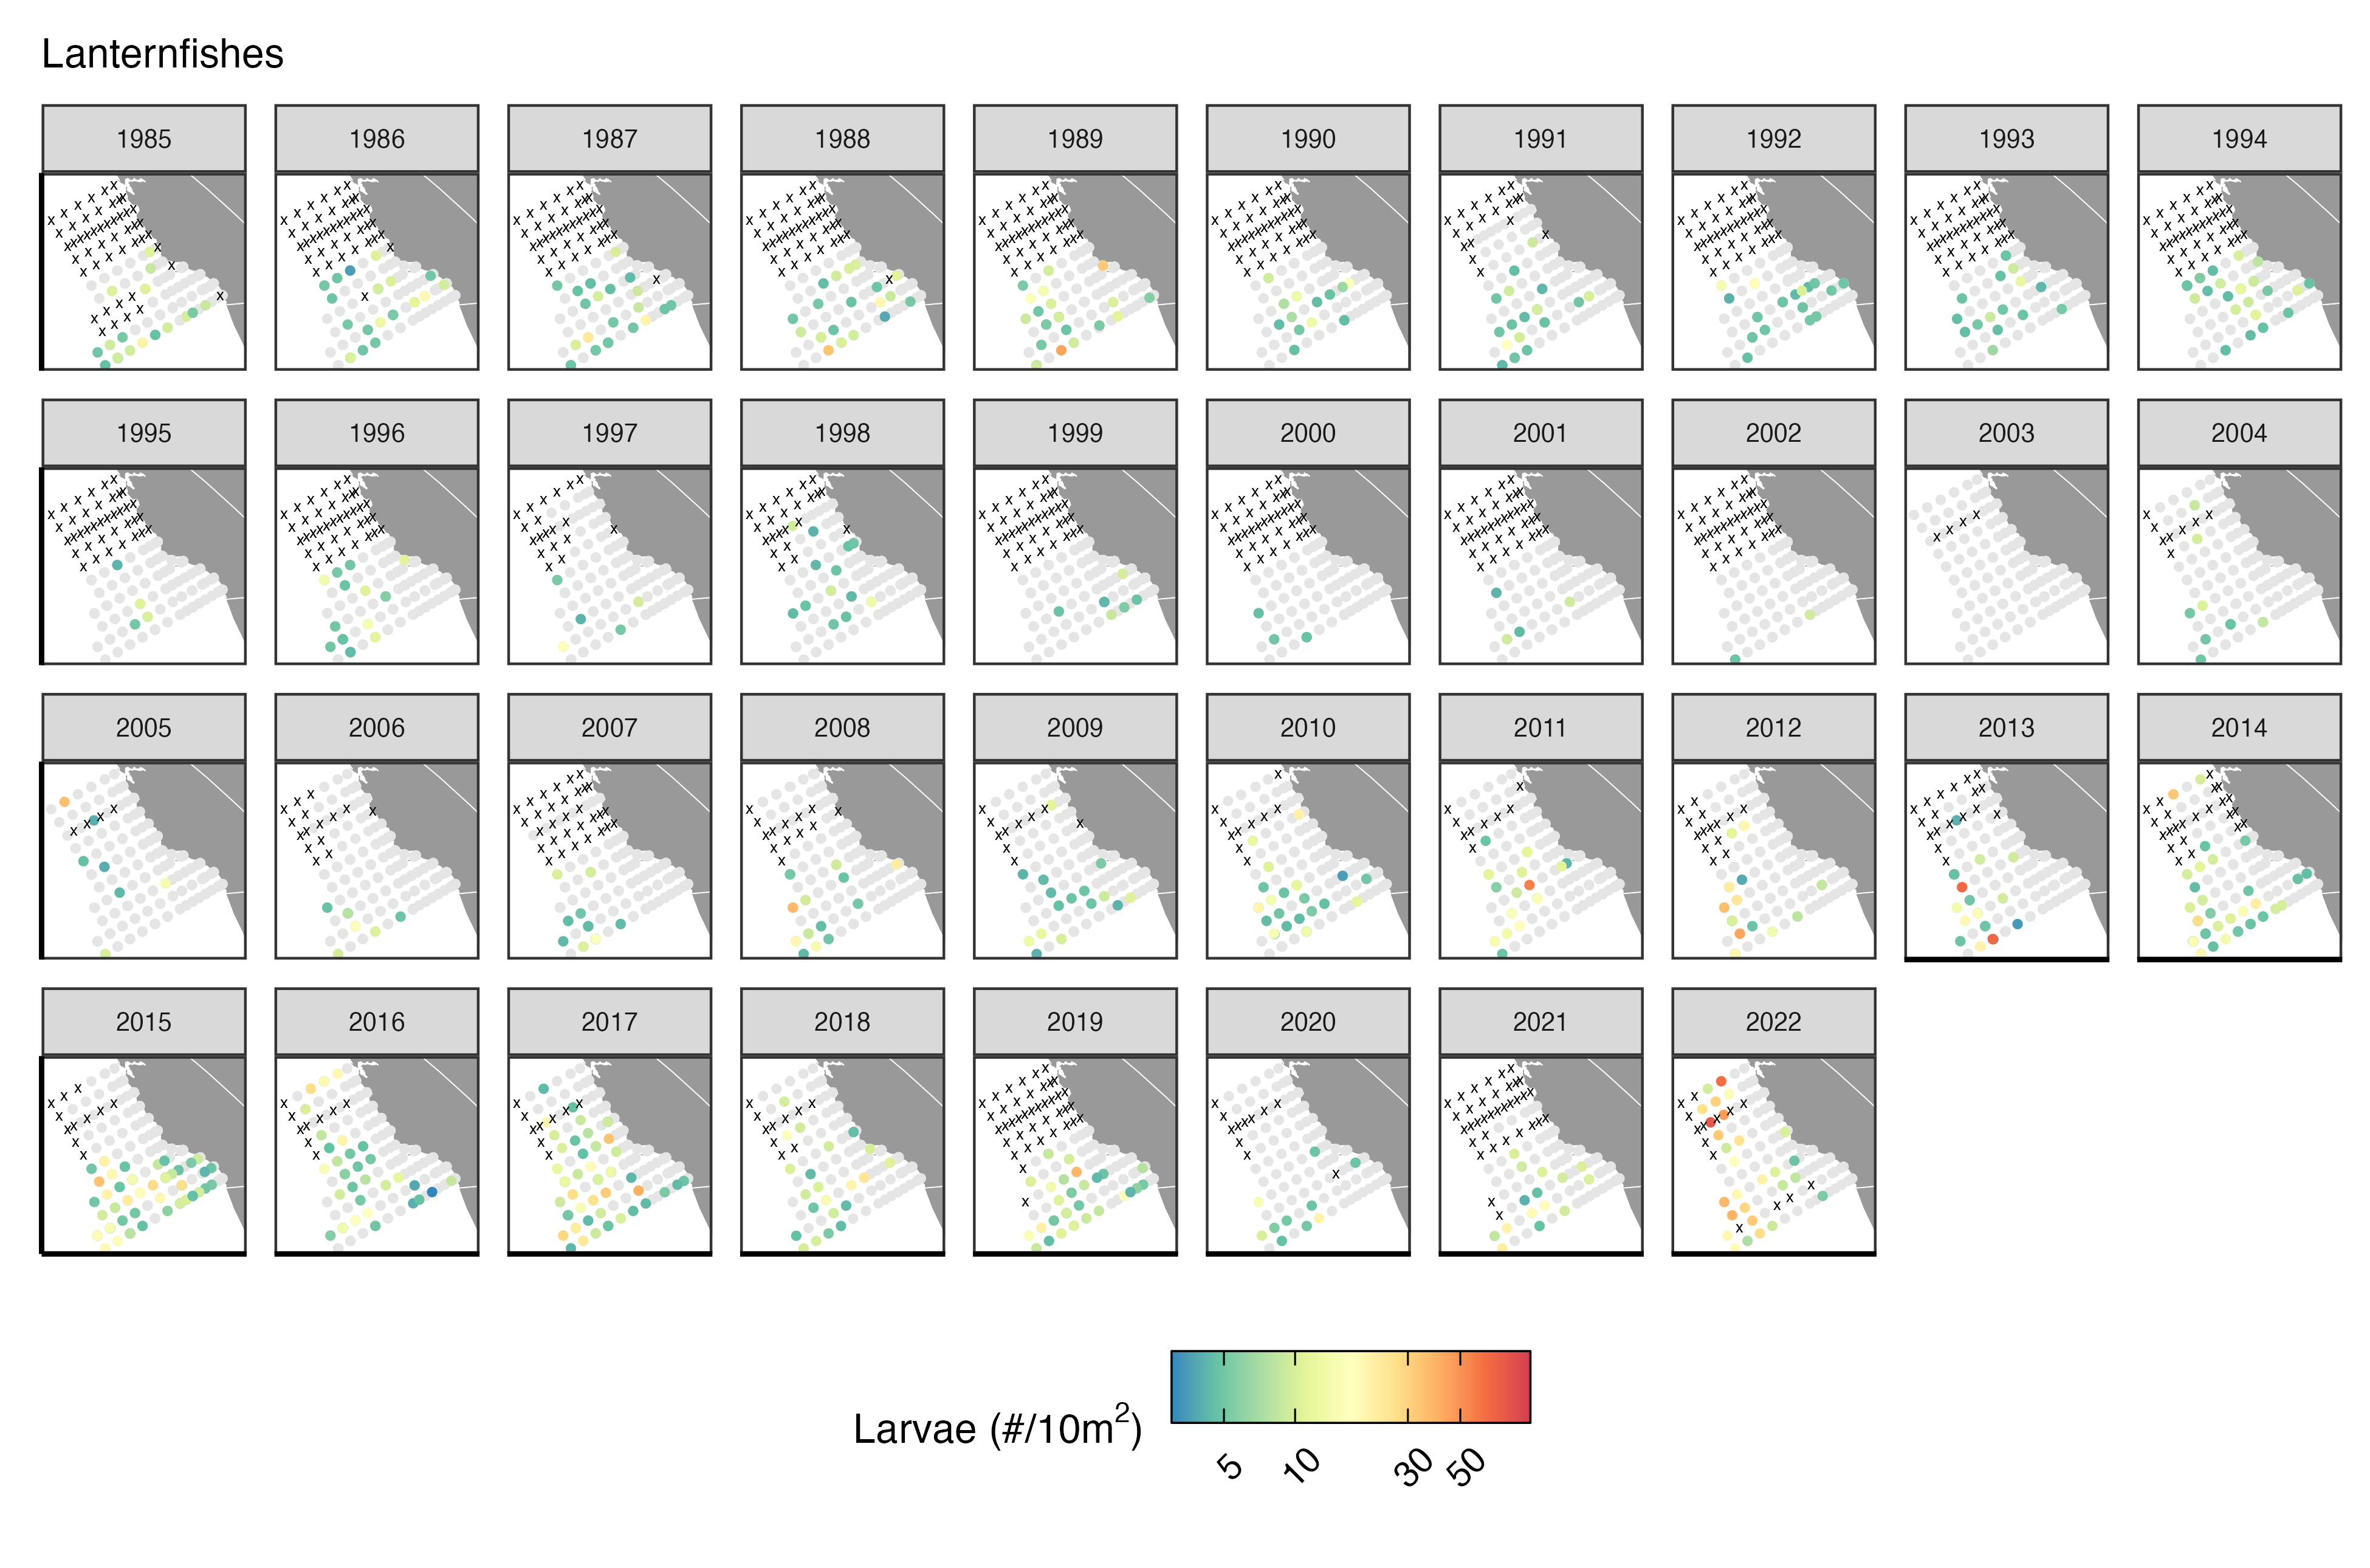 Lanternfishes
1985 1986 1987 1988 1989 1990 1991 1992 1993 1994
1995 1996 1997 1998 1999 2000 2001 2002 2003 2004
2005 2006 2007 2008 2009 2010 2011 2012 2013 2014
2015 2016 2017 2018 2019 2020 2021 2022
Larvae (#/10m²)
5 10 30 50